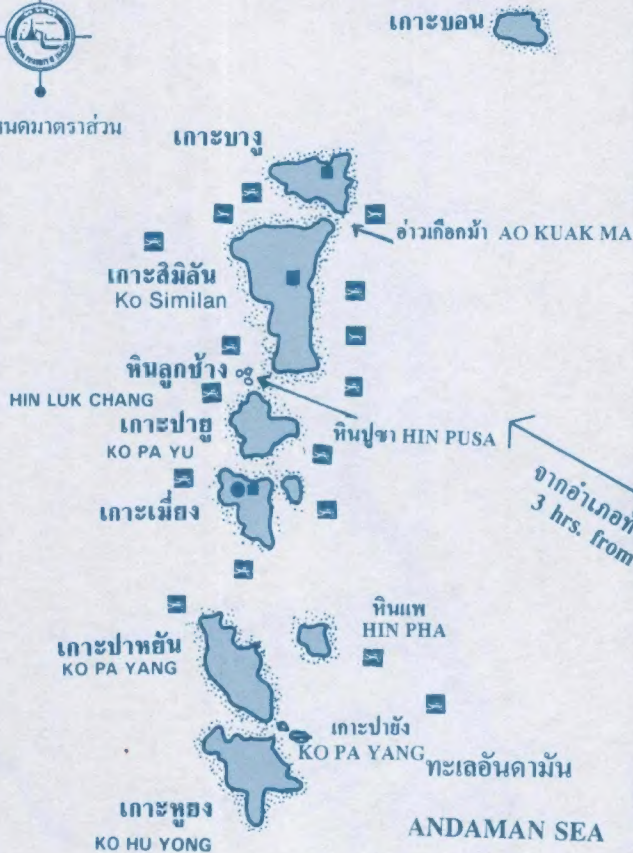 เกาะบอน
มาตราส่วน
เกาะบางู
อ่าวเกือกม้า AO KUAK MA
เกาะสิมิลัน
Ko Similan
หินลูกช้าง
HIN LUK CHANG
เกาะปายู
KO PA YU
หินปูซา HIN PUSA
เกาะเมี่ยง
จากอำเภอ
3 hrs. from
หินแพ
HIN PHA
เกาะปาหยัน
KO PA YANG
เกาะปายัง
KO PA YANG
ทะเลอันดามัน
เกาะหูยง
KO HU YONG
ANDAMAN SEA